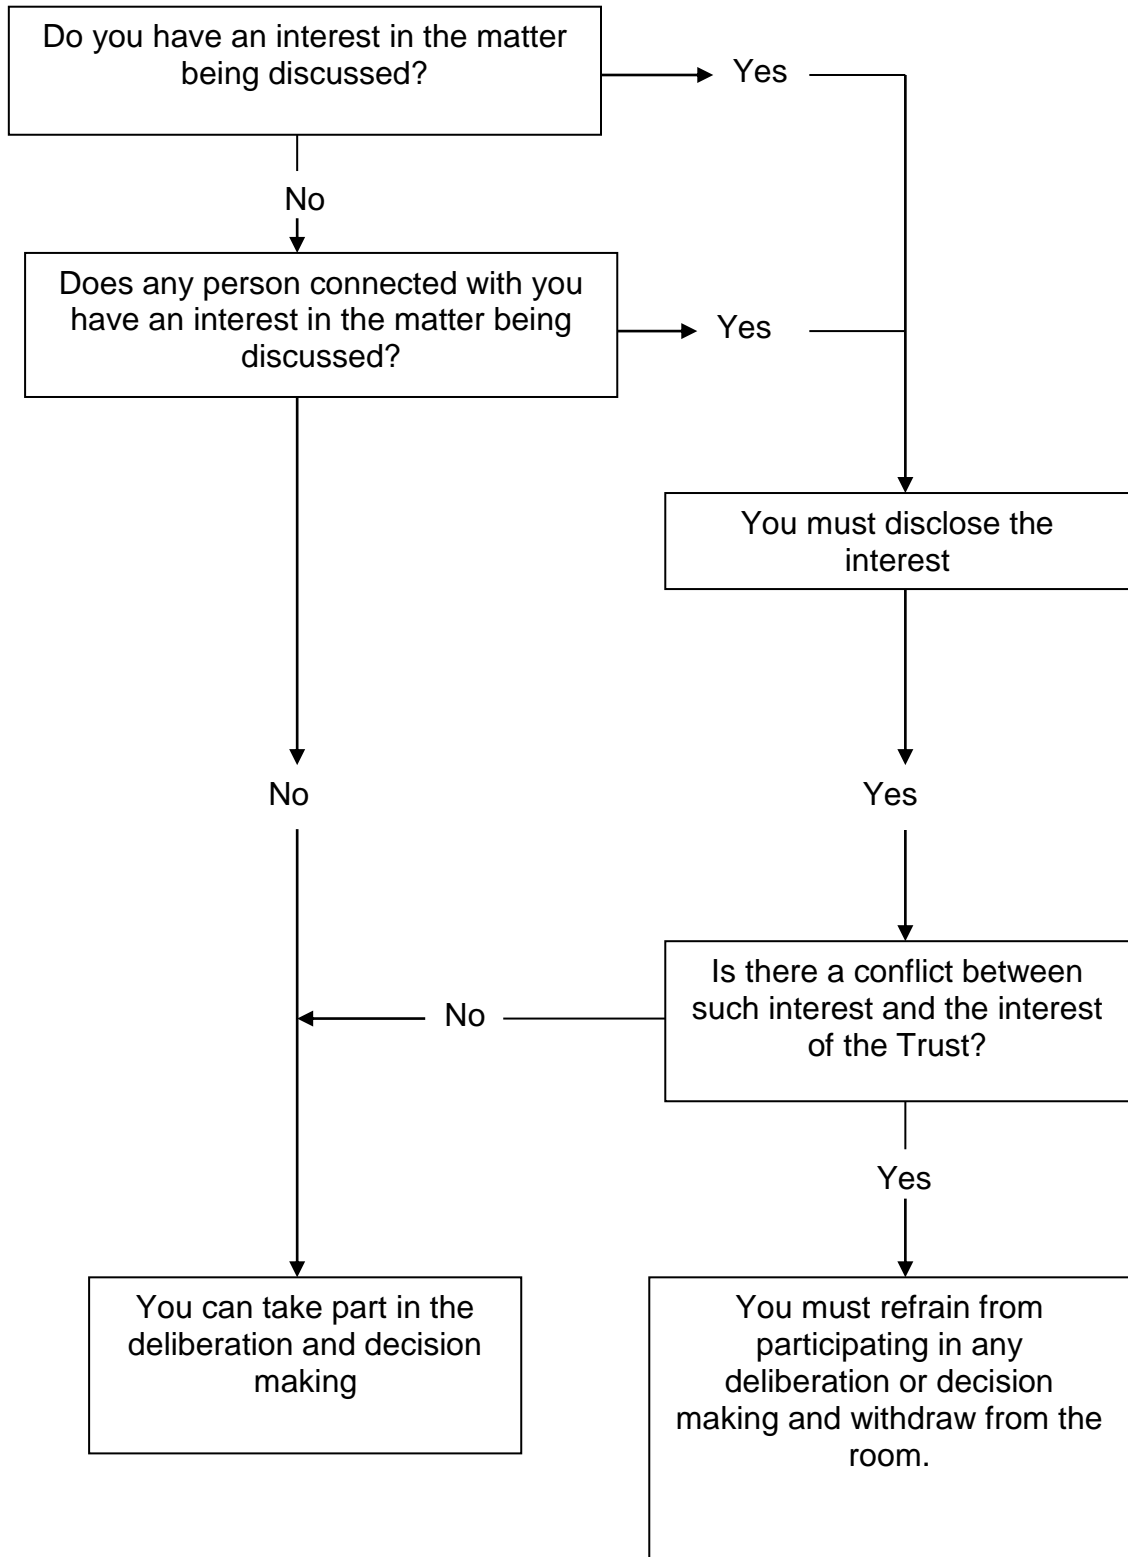 Do you have an interest in the matter
being discussed?
Yes
No
Does any person connected with you
have an interest in the matter being
discussed?
Yes
You must disclose the
interest
No
Yes
Is there a conflict between
such interest and the interest
of the Trust?
No
Yes
You can take part in the
deliberation and decision
making
You must refrain from
participating in any
deliberation or decision
making and withdraw from the
room.